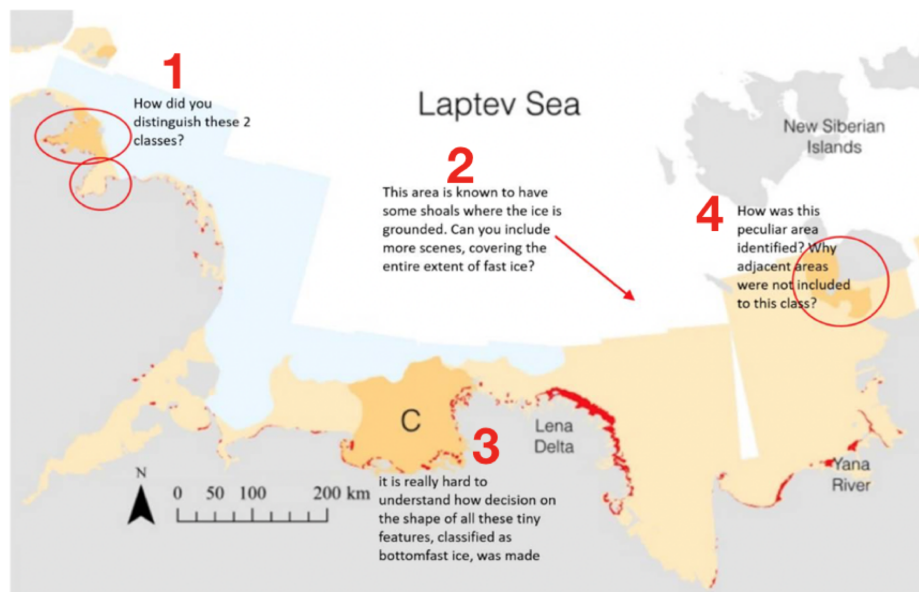 1
How did you
distinguish these 2
classes?
Laptev Sea
New Siberian
Islands
2
This area is known to have
some shoals where the ice is
grounded. Can you include
more scenes, covering the
entire extent of fast ice?
4
How was this
peculiar area
identified? Why
adjacent areas
were not included
to this class?
C
Lena
Delta
Yana
River
3
it is really hard to
understand how decision on
the shape of all these tiny
features, classified as
bottomfast ice, was made
N
0 50 100 200 km